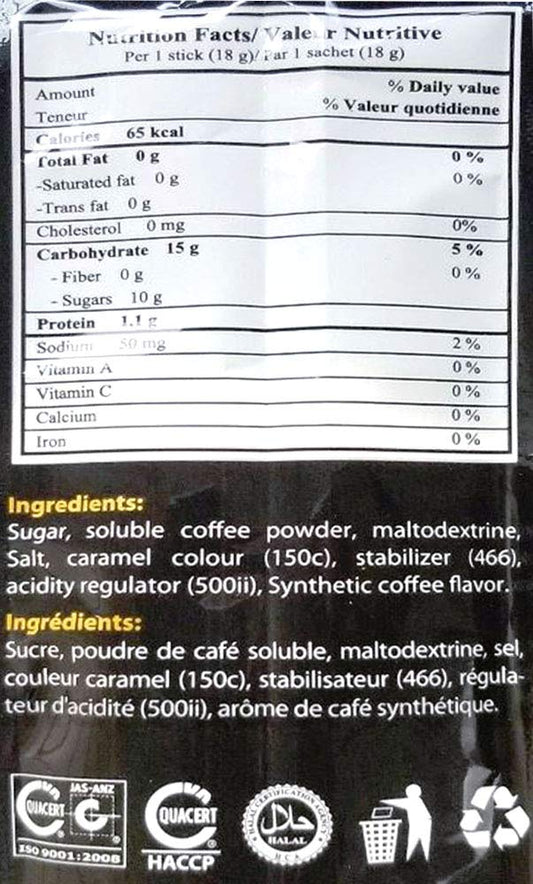 Nutrition Facts/ Valeur Nutritive
Per 1 stick (18 g)/Par 1 sachet (18 g)
Amount % Daily value
Teneur % Valeur quotidienne
Calories 65 kcal
Total Fat 0 g 0 %
-Saturated fat 0 g 0 %
-Trans fat 0 g
Cholesterol 0 mg 0%
Carbohydrate 15 g 5 %
- Fiber 0 g 0 %
- Sugars 10 g
Protein 1.1 g
Sodium 50 mg 2 %
Vitamin A 0 %
Vitamin C 0 %
Calcium 0 %
Iron 0 %
Ingredients:
Sugar, soluble coffee powder, maltodextrine,
Salt, caramel colour (150c), stabilizer (466),
acidity regulator (500ii), Synthetic coffee flavor.
Ingrédients:
Sucre, poudre de café soluble, maltodextrine, sel,
couleur caramel (150c), stabilisateur (466), régula-
teur d'acidité (500ii), arôme de café synthétique.
JAS-ANZ
QUACERT
ISO 9001:2008
QUACERT
HACCP
حلال
HALAL